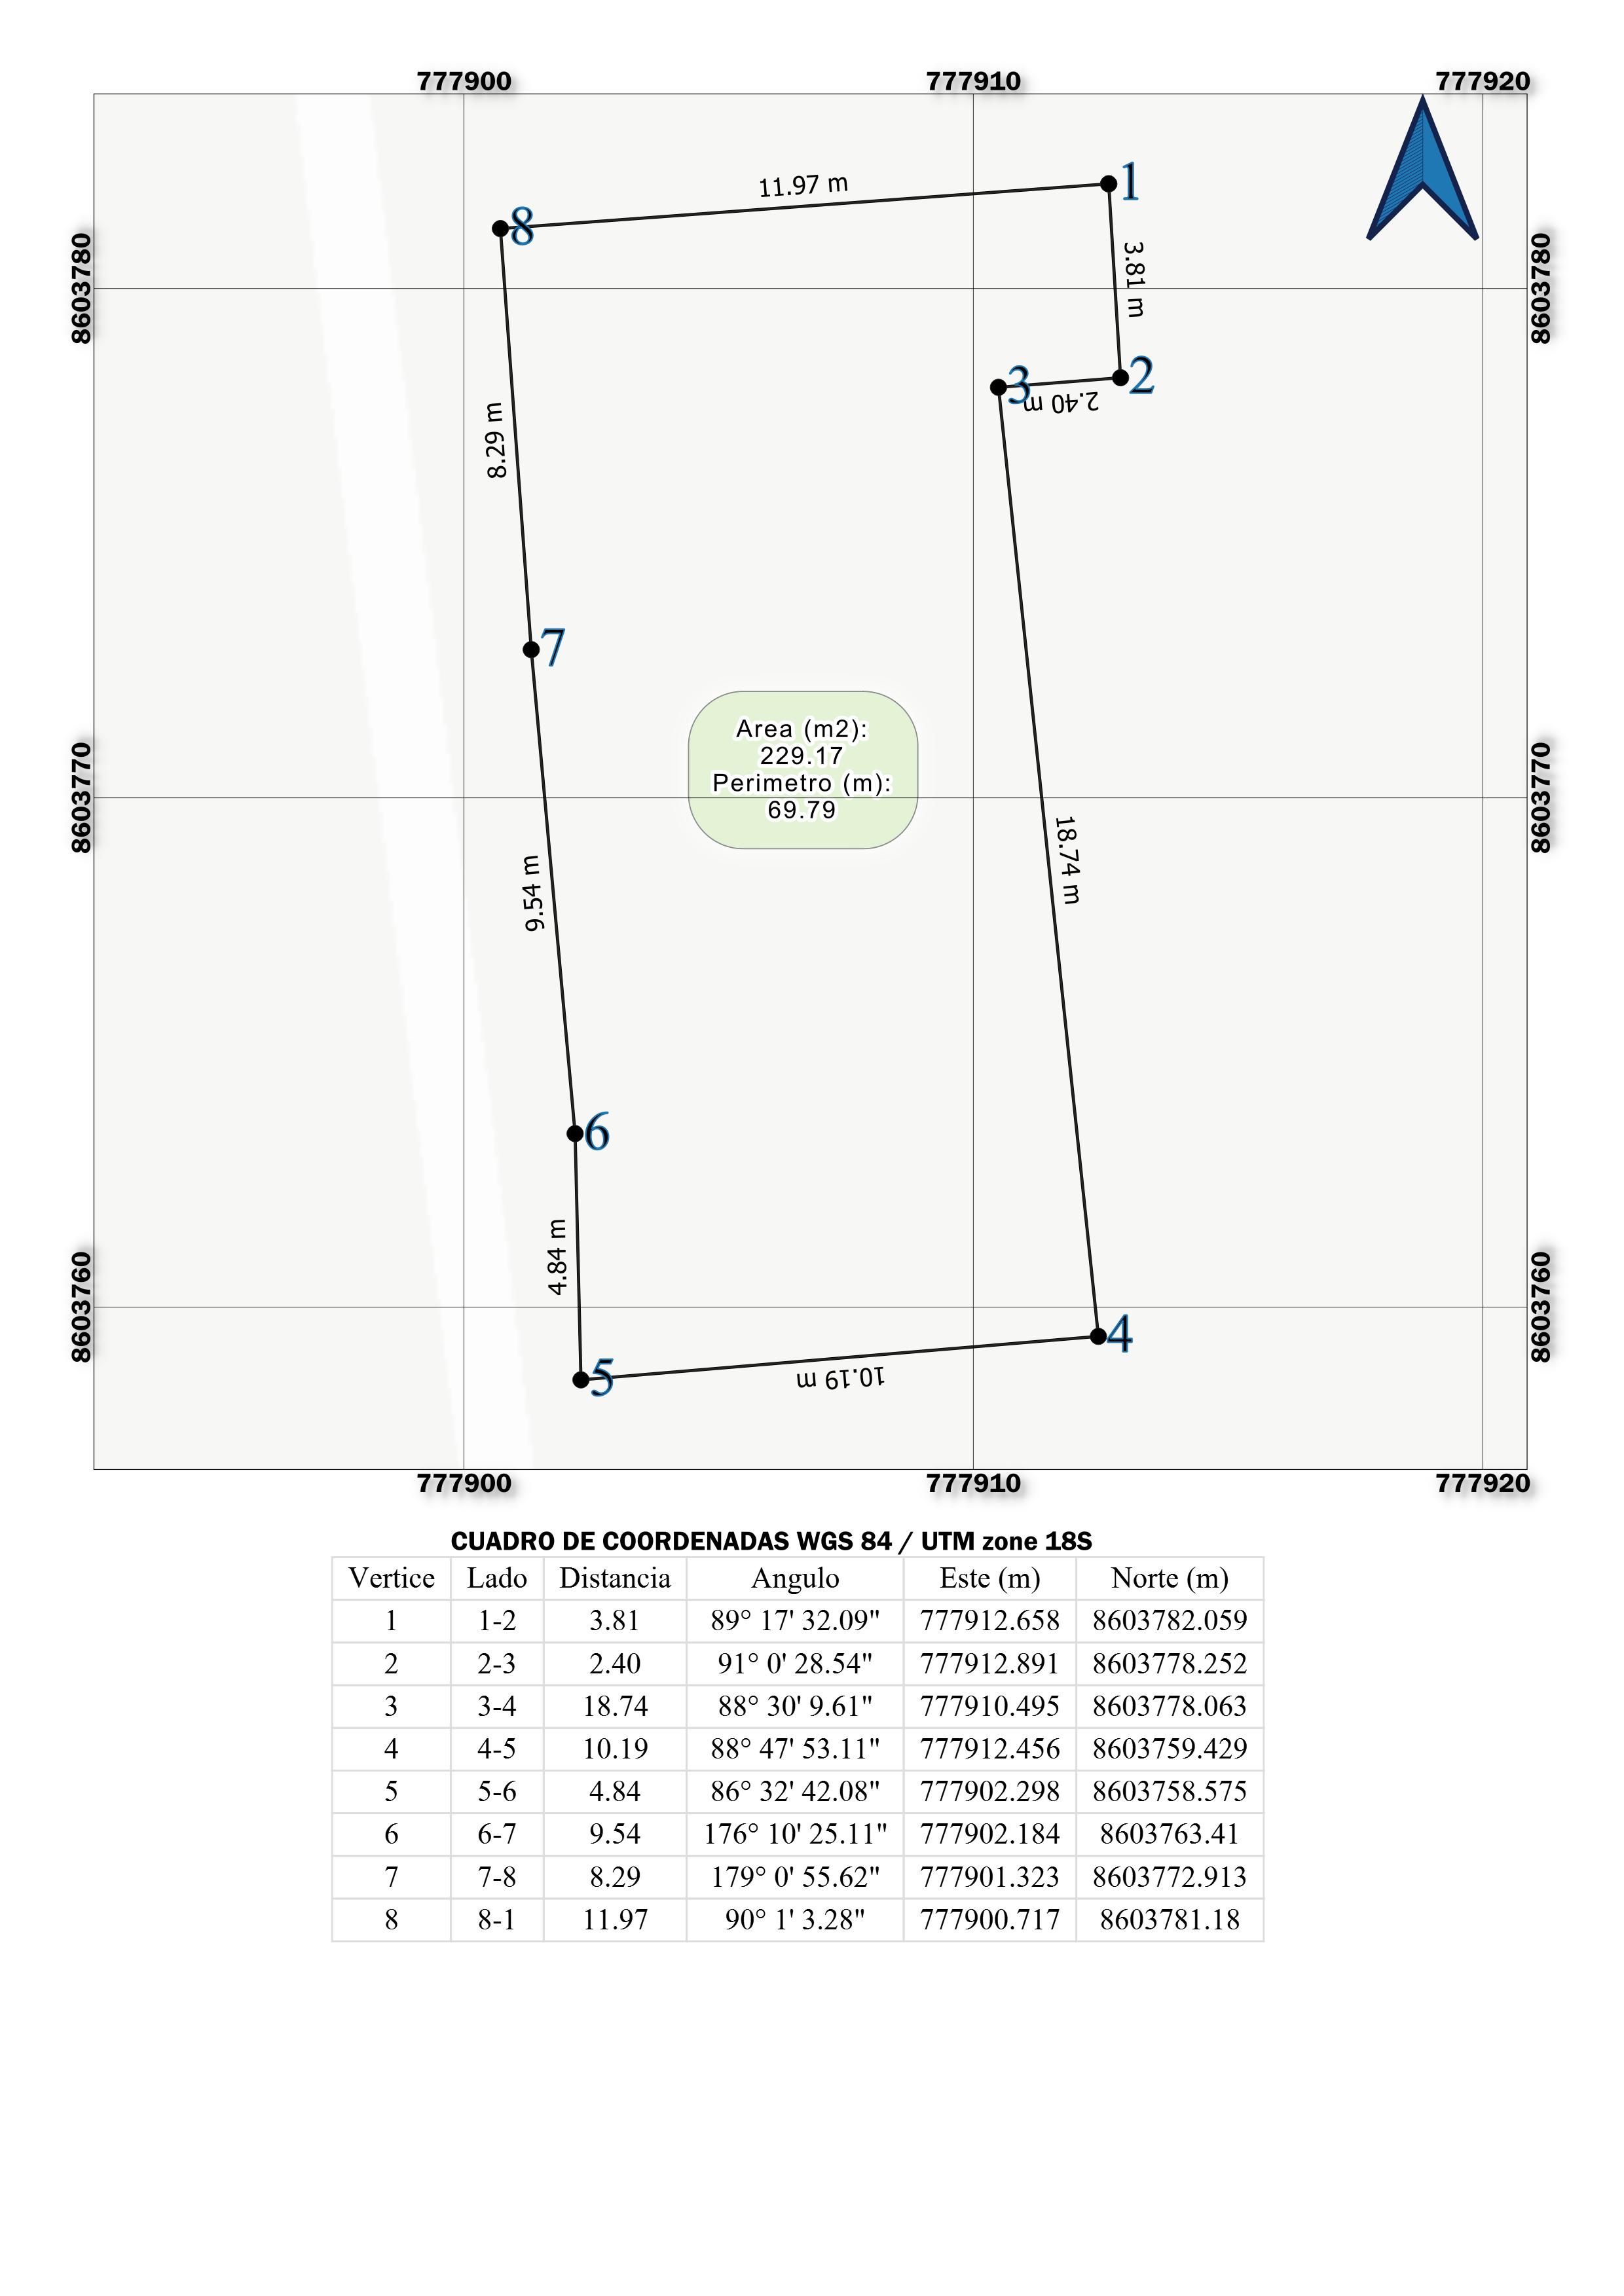 777900 777910 777920
1
11.97 m
8
3.81 m
8603780 8603780
2
3
2.40 m
8.29 m
7
Area (m2):
229.17
Perimetro (m):
69.79
8603770 8603770
18.74 m
9.54 m
6
4.84 m
8603760 8603760
4
10.19 m
5
777900 777910 777920
CUADRO DE COORDENADAS WGS 84 / UTM zone 18S
Vertice Lado Distancia Angulo Este (m) Norte (m)
1 1-2 3.81 89° 17' 32.09" 777912.658 8603782.059
2 2-3 2.40 91° 0' 28.54" 777912.891 8603778.252
3 3-4 18.74 88° 30' 9.61" 777910.495 8603778.063
4 4-5 10.19 88° 47' 53.11" 777912.456 8603759.429
5 5-6 4.84 86° 32' 42.08" 777902.298 8603758.575
6 6-7 9.54 176° 10' 25.11" 777902.184 8603763.41
7 7-8 8.29 179° 0' 55.62" 777901.323 8603772.913
8 8-1 11.97 90° 1' 3.28" 777900.717 8603781.18